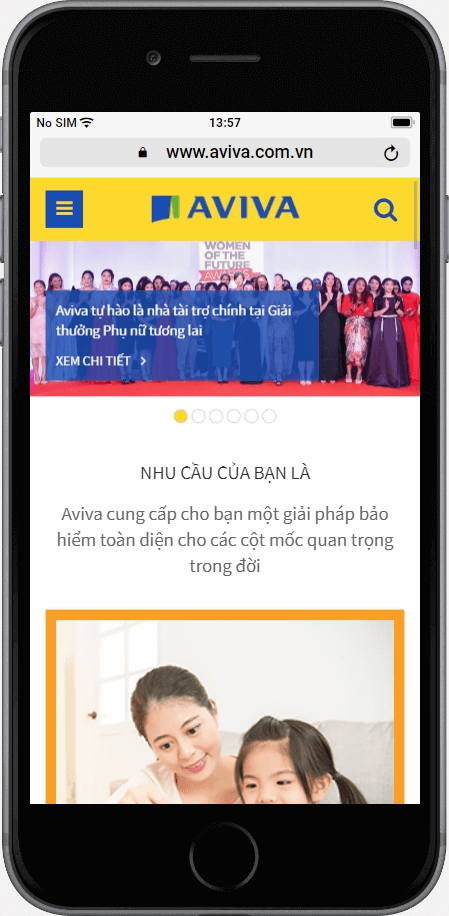 No SIM
13:57
www.aviva.com.vn
AVIVA
WOMEN
OF THE
FUTURE
AWARDS
Aviva tự hào là nhà tài trợ chính tại Giải
thưởng Phụ nữ tương lai
XEM CHI TIẾT
NHU CẦU CỦA BẠN LÀ
Aviva cung cấp cho bạn một giải pháp bảo
hiểm toàn diện cho các cột mốc quan trọng
trong đời